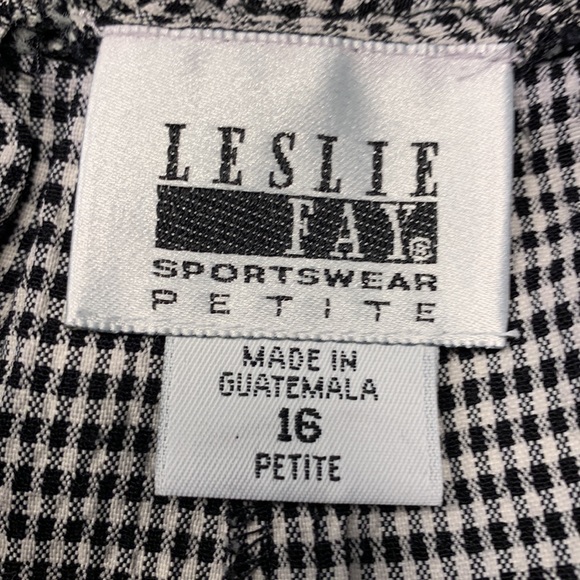 LESLIE
FAY®
SPORTSWEAR
PETITE
MADE IN
GUATEMALA
16
PETITE